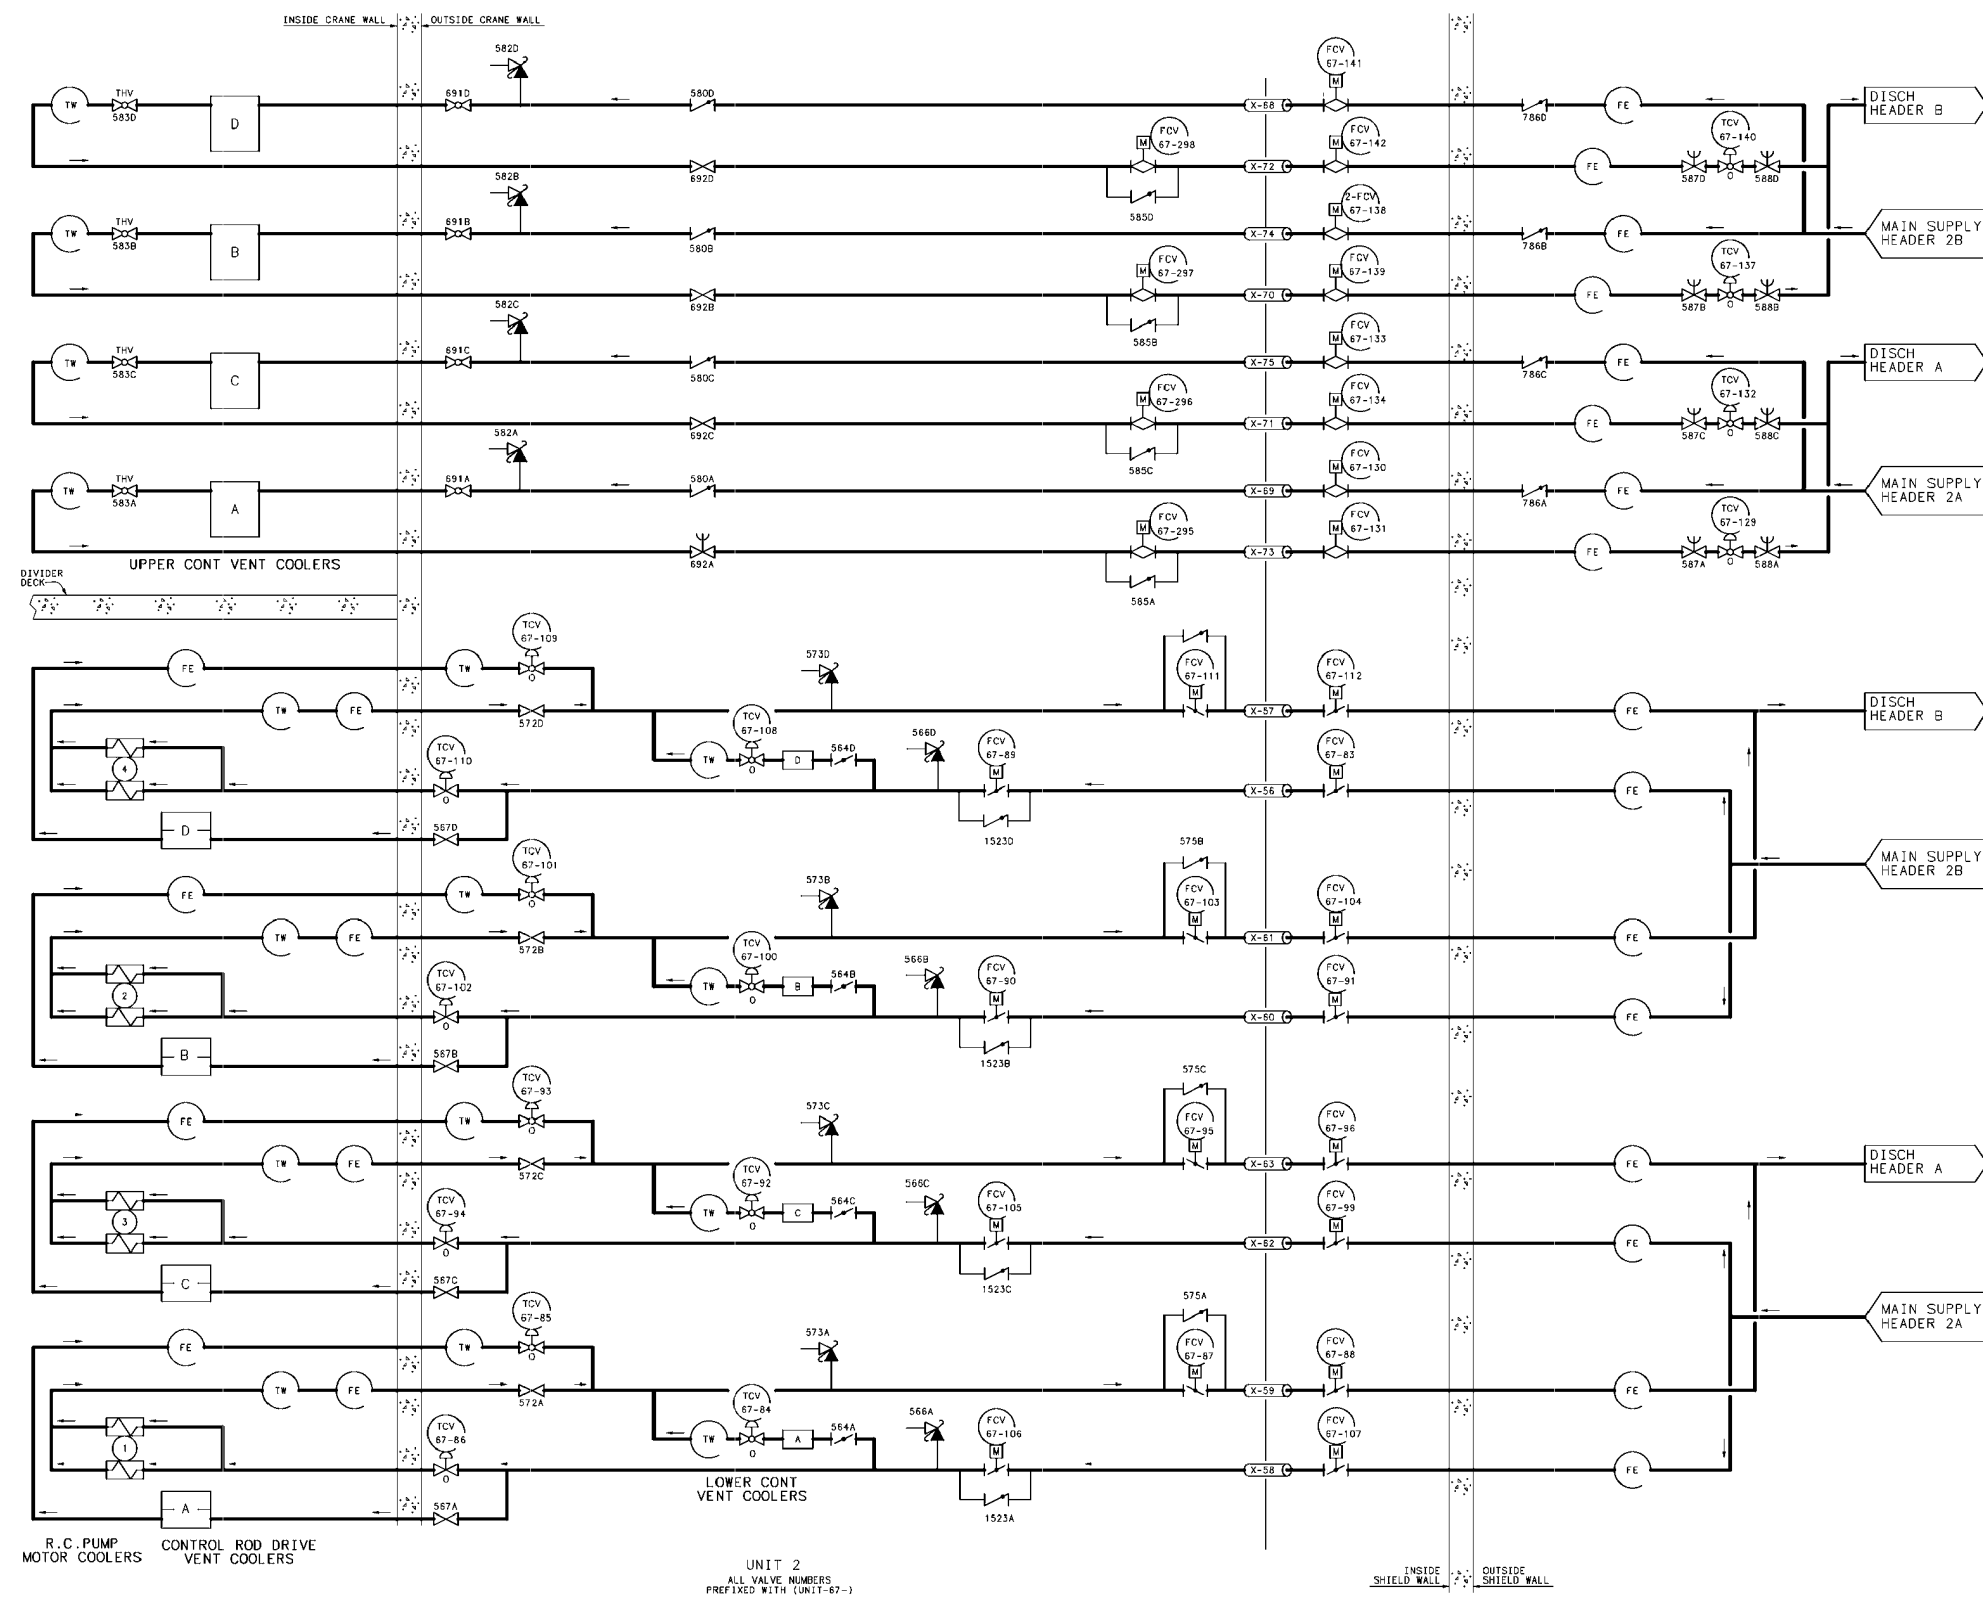 INSIDE CRANE WALL
OUTSIDE CRANE WALL
582D
FCV
67-141
M
TW
THV
583D
D
691D
580D
X-68
786D
FE
DISCH
HEADER B
FCV
67-298
M
FCV
67-142
M
TCV
67-140
692D
585D
X-72
FE
587D
O
588D
582B
2-FCV
67-138
M
TW
THV
583B
B
691B
580B
X-74
786B
FE
MAIN SUPPLY
HEADER 2B
FCV
67-297
M
FCV
67-139
M
TCV
67-137
692B
585B
X-70
FE
587B
O
588B
582C
FCV
67-133
M
TW
THV
583C
C
691C
580C
X-75
786C
FE
DISCH
HEADER A
FCV
67-296
M
FCV
67-134
M
TCV
67-132
692C
585C
X-71
FE
587C
O
588C
582A
FCV
67-130
M
TW
THV
583A
A
691A
580A
X-69
786A
FE
MAIN SUPPLY
HEADER 2A
FCV
67-295
M
FCV
67-131
M
TCV
67-129
692A
585A
X-73
FE
587A
O
588A
UPPER CONT VENT COOLERS
DIVIDER
DECK
TCV
67-109
FE
TW
O
573D
FCV
67-111
M
FCV
67-112
M
TW
FE
572D
X-57
FE
DISCH
HEADER B
TCV
67-108
TCV
67-110
4
TW
O
D
564D
566D
FCV
67-89
M
FCV
67-83
M
O
X-56
FE
D
567D
1523D
TCV
67-101
575B
MAIN SUPPLY
HEADER 2B
FE
TW
O
573B
FCV
67-103
M
FCV
67-104
M
TW
FE
572B
X-61
FE
TCV
67-100
TCV
67-102
2
TW
O
B
564B
566B
FCV
67-90
M
FCV
67-91
M
O
X-60
FE
B
567B
1523B
TCV
67-93
575C
FE
TW
O
573C
FCV
67-95
M
FCV
67-96
M
TW
FE
572C
X-63
FE
DISCH
HEADER A
TCV
67-92
TCV
67-94
3
TW
O
C
564C
566C
FCV
67-105
M
FCV
67-99
M
O
X-62
FE
C
567C
1523C
TCV
67-85
575A
MAIN SUPPLY
HEADER 2A
FE
TW
O
573A
FCV
67-87
M
FCV
67-88
M
TW
FE
572A
X-59
FE
TCV
67-84
TCV
67-86
1
TW
O
A
564A
566A
FCV
67-106
M
FCV
67-107
M
O
X-58
FE
LOWER CONT
VENT COOLERS
A
567A
1523A
R.C.PUMP
MOTOR COOLERS
CONTROL ROD DRIVE
VENT COOLERS
UNIT 2
ALL VALVE NUMBERS
PREFIXED WITH (UNIT-67-)
INSIDE
SHIELD WALL
OUTSIDE
SHIELD WALL